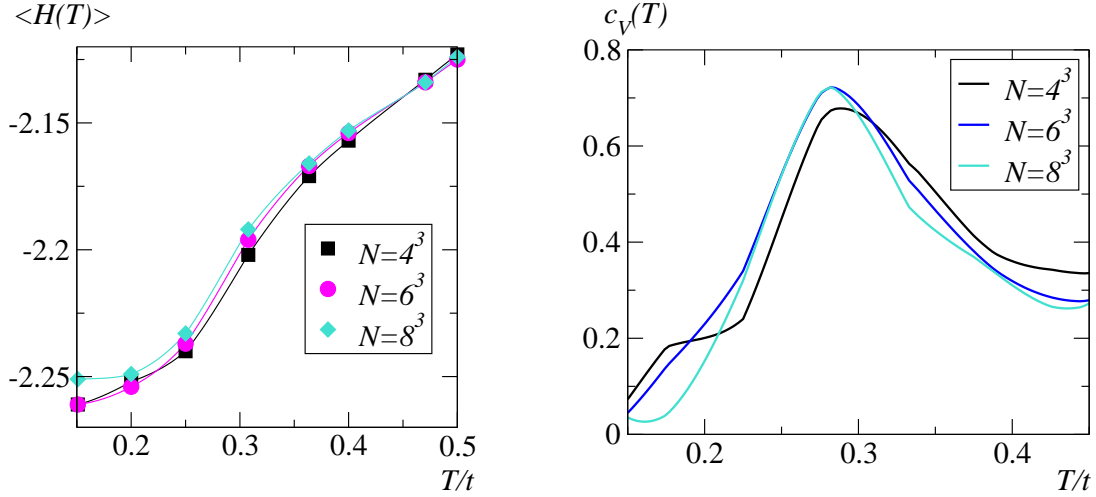 <H(T)>
-2.15
-2.2
-2.25
0.2 0.3 0.4 0.5
T/t
N=4³
N=6³
N=8³
c_V(T)
0.8
0.6
0.4
0.2
0
0.2 0.3 0.4
T/t
N=4³
N=6³
N=8³